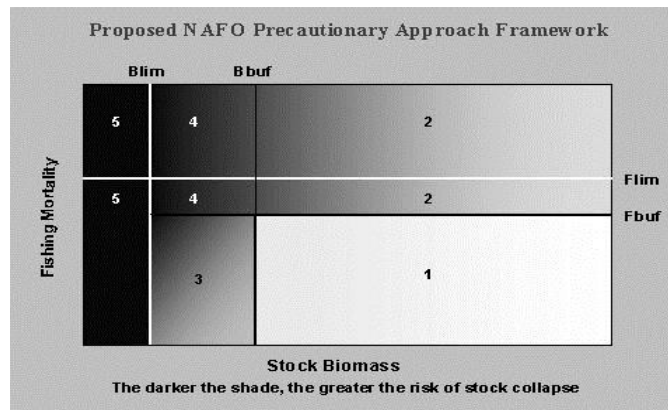 Proposed NAFO Precautionary Approach Framework
Blim Bbuf
5 4 2
Flim
5 4 2
Fbuf
3 1
Fishing Mortality
Stock Biomass
The darker the shade, the greater the risk of stock collapse